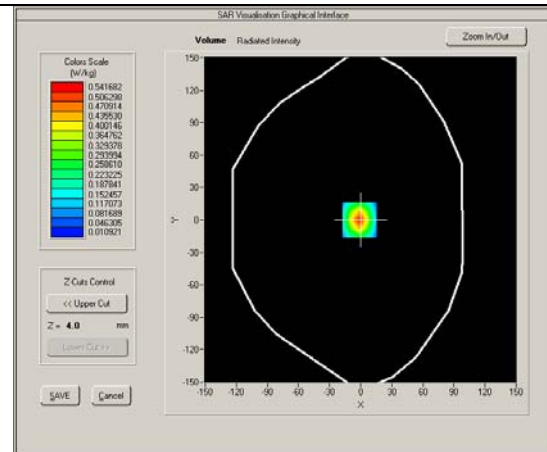 SAR Visualisation Graphical Interface
Volume Radiated Intensity
Zoom In/Out
Colors Scale
(W/kg)
0.541682
0.506298
0.470914
0.435530
0.400146
0.364762
0.329378
0.293994
0.258610
0.223225
0.187841
0.152457
0.117073
0.081689
0.046305
0.010921
Z Cuts Control
<< Upper Cut
Z = 4.0 mm
Lower Cut >>
SAVE
Cancel
150
120
90
60
30
0
-30
-60
-90
-120
-150
Y
-150 -120 -90 -60 -30 0 30 60 90 120 150
X